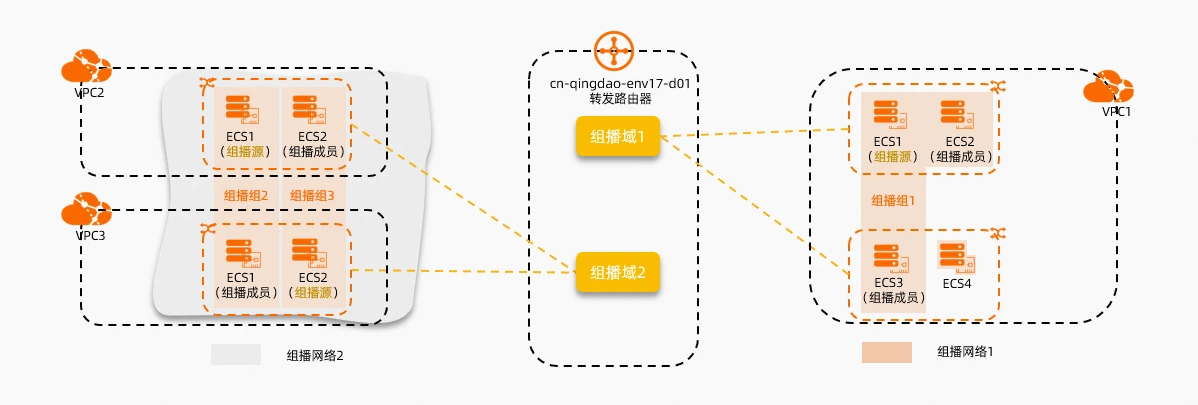 VPC2
ECS1
（组播源）
ECS2
（组播成员）
组播组2
组播组3
VPC3
ECS1
（组播成员）
ECS2
（组播源）
组播网络2
cn-qingdao-env17-d01
转发路由器
组播域1
组播域2
VPC1
ECS1
（组播源）
ECS2
（组播成员）
组播组1
ECS3
（组播成员）
ECS4
组播网络1